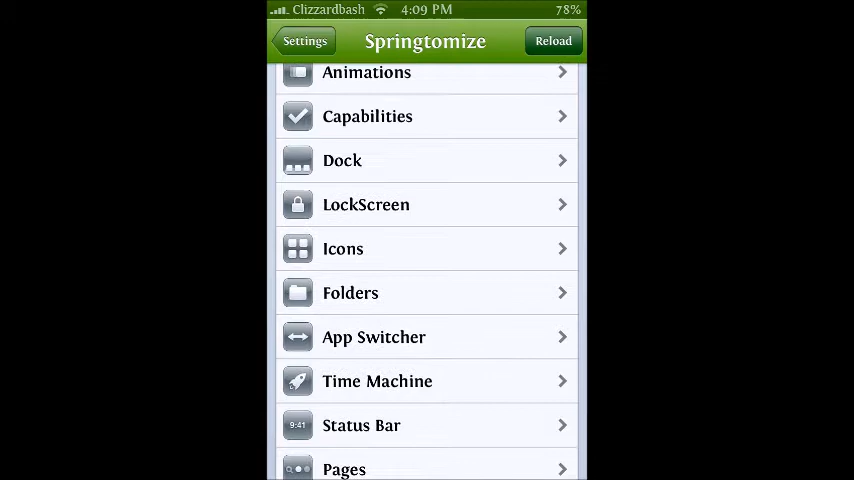 Clizzardbash 4:09 PM 78%
Settings Springtomize Reload
Animations
Capabilities
Dock
LockScreen
Icons
Folders
App Switcher
Time Machine
9:41 Status Bar
Pages